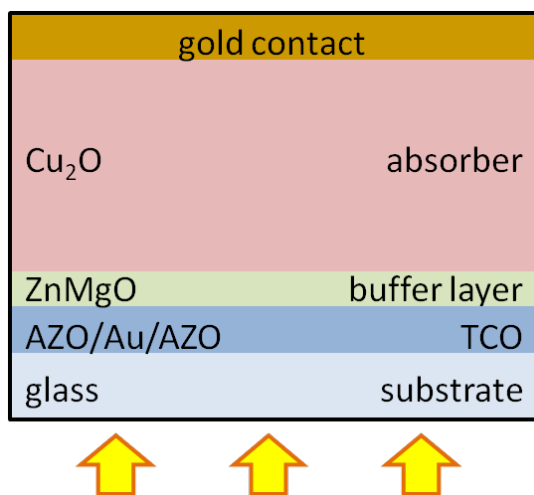 gold contact
Cu₂O absorber
ZnMgO buffer layer
AZO/Au/AZO TCO
glass substrate